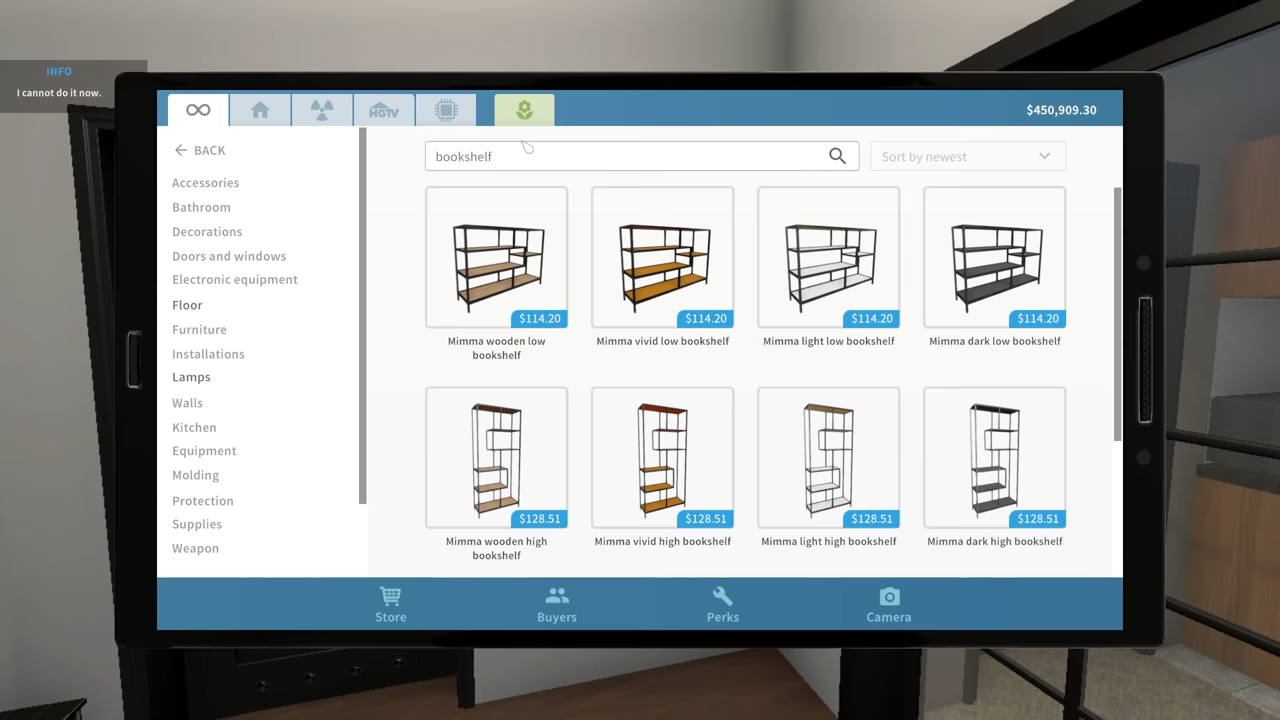 INFO
I cannot do it now.
HGTV
$450,909.30
BACK
bookshelf
Sort by newest
Accessories
Bathroom
Decorations
Doors and windows
Electronic equipment
Floor
Furniture
Installations
Lamps
Walls
Kitchen
Equipment
Molding
Protection
Supplies
Weapon
$114.20
$114.20
$114.20
$114.20
Mimma wooden low
bookshelf
Mimma vivid low bookshelf
Mimma light low bookshelf
Mimma dark low bookshelf
$128.51
$128.51
$128.51
$128.51
Mimma wooden high
bookshelf
Mimma vivid high bookshelf
Mimma light high bookshelf
Mimma dark high bookshelf
Store
Buyers
Perks
Camera